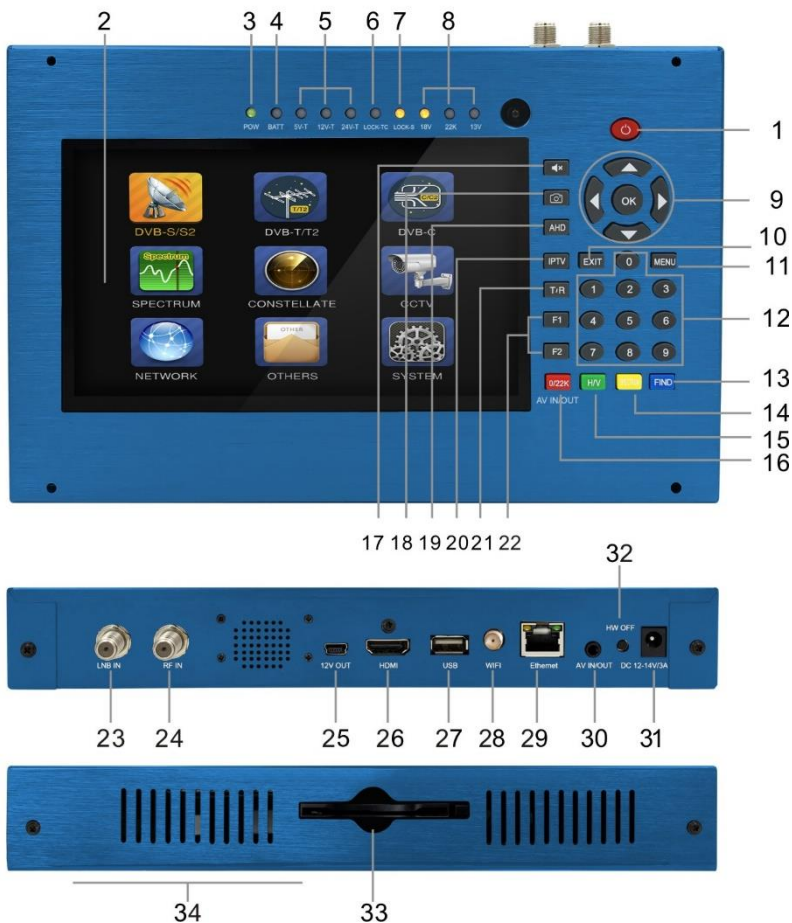 2 3 4 5 6 7 8
POW BATT 5V-T 12V-T 24V-T LOCK-TC LOCK-S 18V 22K 13V
1
OK
9
AHD
DVB-S/S2 DVB-T/T2 DVB-C
T/T2
C/C2
IPTV EXIT 0 MENU
10
11
Spectrum
SPECTRUM CONSTELLATE CCTV
T/R 1 2 3
F1 4 5 6
12
F2 7 8 9
OTHER
NETWORK OTHERS SYSTEM
0/22K H/V FIND
13
AV IN/OUT
14
15
16
17 18 19 20 21 22
32
HW OFF
LNB IN RF IN 12V OUT HDMI USB WIFI Ethernet AV IN/OUT DC 12-14V/3A
23 24 25 26 27 28 29 30 31
34 33